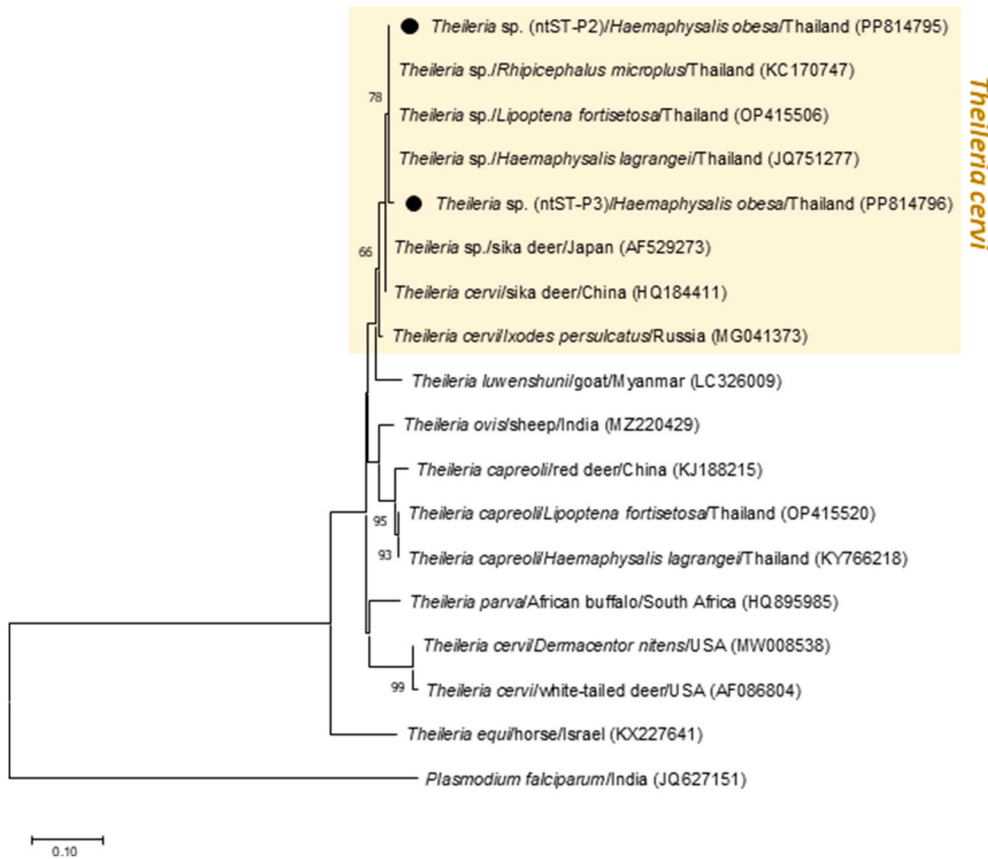 Theileria sp. (ntST-P2)/Haemaphysalis obesa/Thailand (PP814795)
Theileria sp./Rhipicephalus microplus/Thailand (KC170747)
78
Theileria sp./Lipoptena fortisetosa/Thailand (OP415506)
Theileria sp./Haemaphysalis lagrangei/Thailand (JQ751277)
Theileria cervi
Theileria sp. (ntST-P3)/Haemaphysalis obesa/Thailand (PP814796)
Theileria sp./sika deer/Japan (AF529273)
66
Theileria cervi/sika deer/China (HQ184411)
Theileria cervi/Ixodes persulcatus/Russia (MG041373)
Theileria luwenshuni/goat/Myanmar (LC326009)
Theileria ovis/sheep/India (MZ220429)
Theileria capreoli/red deer/China (KJ188215)
Theileria capreoli/Lipoptena fortisetosa/Thailand (OP415520)
95
Theileria capreoli/Haemaphysalis lagrangei/Thailand (KY766218)
93
Theileria parva/African buffalo/South Africa (HQ895985)
Theileria cervi/Dermacentor nitens/USA (MW008538)
99
Theileria cervi/white-tailed deer/USA (AF086804)
Theileria equi/horse/Israel (KX227641)
Plasmodium falciparum/India (JQ627151)
0.10